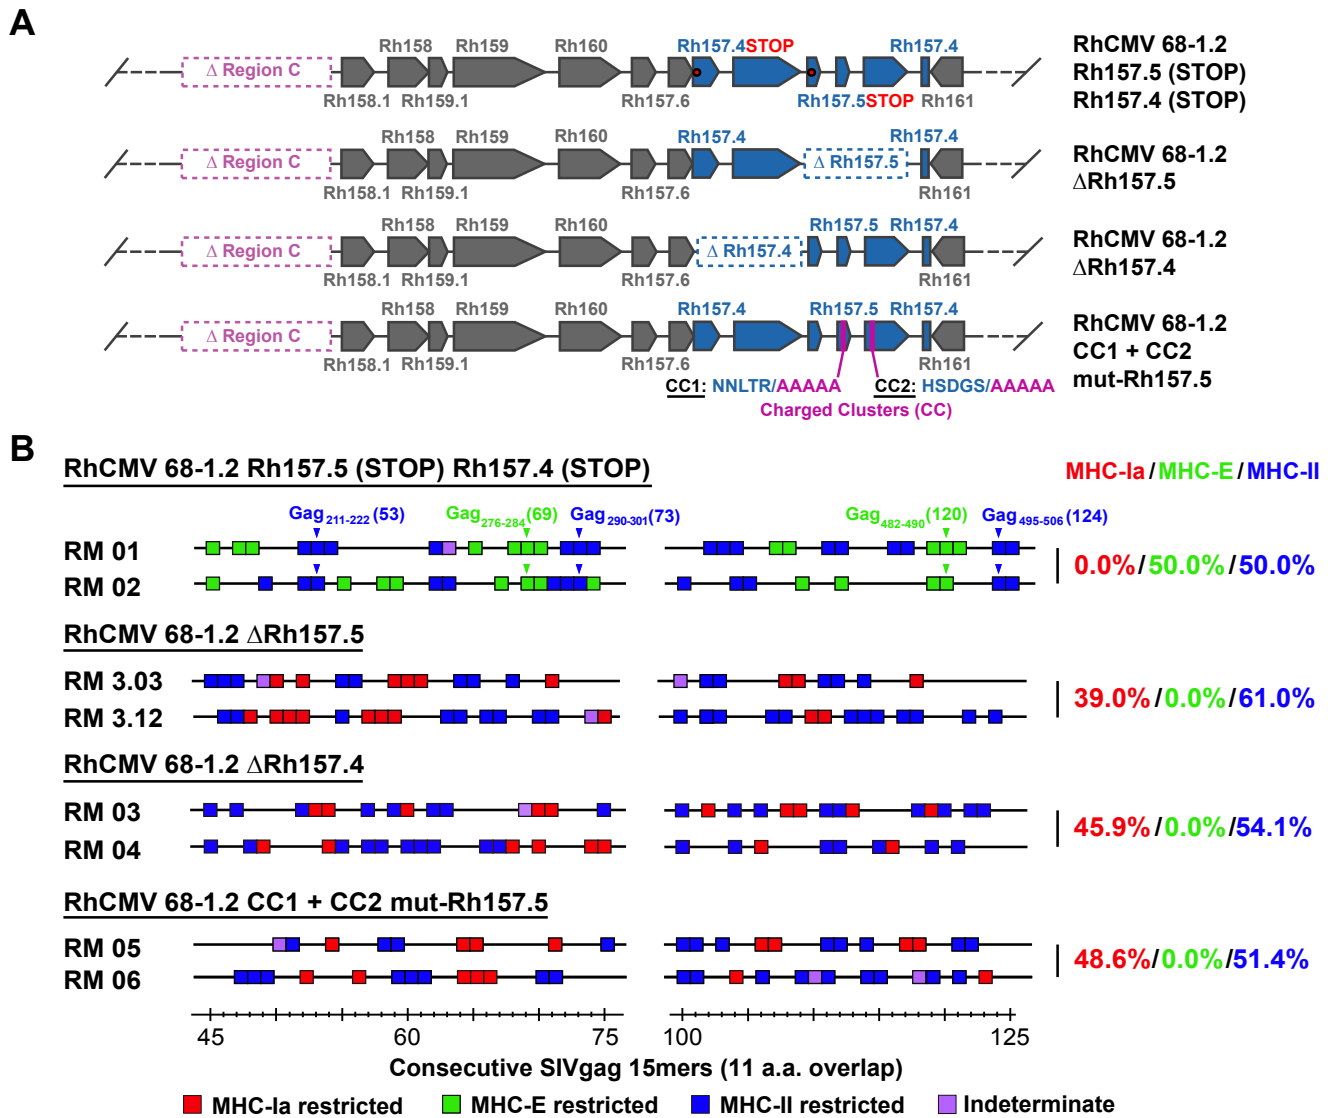 A
Rh158 Rh159 Rh160 Rh157.4STOP Rh157.4
Δ Region C
Rh158.1 Rh159.1 Rh157.6 Rh157.5STOP Rh161
RhCMV 68-1.2
Rh157.5 (STOP)
Rh157.4 (STOP)
Rh158 Rh159 Rh160 Rh157.4 Rh157.4
Δ Region C Δ Rh157.5
Rh158.1 Rh159.1 Rh157.6 Rh161
RhCMV 68-1.2
ΔRh157.5
Rh158 Rh159 Rh160 Rh157.5 Rh157.4
Δ Region C Δ Rh157.4
Rh158.1 Rh159.1 Rh157.6 Rh161
RhCMV 68-1.2
ΔRh157.4
Rh158 Rh159 Rh160 Rh157.4 Rh157.5 Rh157.4
Δ Region C
Rh158.1 Rh159.1 Rh157.6 Rh161
RhCMV 68-1.2
CC1 + CC2
mut-Rh157.5
CC1: NNLTR/AAAAA CC2: HSDGS/AAAAA
Charged Clusters (CC)
B
RhCMV 68-1.2 Rh157.5 (STOP) Rh157.4 (STOP)
MHC-Ia/MHC-E/MHC-II
Gag211-222 (53) Gag276-284 (69) Gag290-301 (73) Gag482-490 (120) Gag495-506 (124)
RM 01
RM 02
0.0%/50.0%/50.0%
RhCMV 68-1.2 ΔRh157.5
RM 3.03
RM 3.12
39.0%/0.0%/61.0%
RhCMV 68-1.2 ΔRh157.4
RM 03
RM 04
45.9%/0.0%/54.1%
RhCMV 68-1.2 CC1 + CC2 mut-Rh157.5
RM 05
RM 06
48.6%/0.0%/51.4%
45 60 75 100 125
Consecutive SIVgag 15mers (11 a.a. overlap)
MHC-Ia restricted MHC-E restricted MHC-II restricted Indeterminate